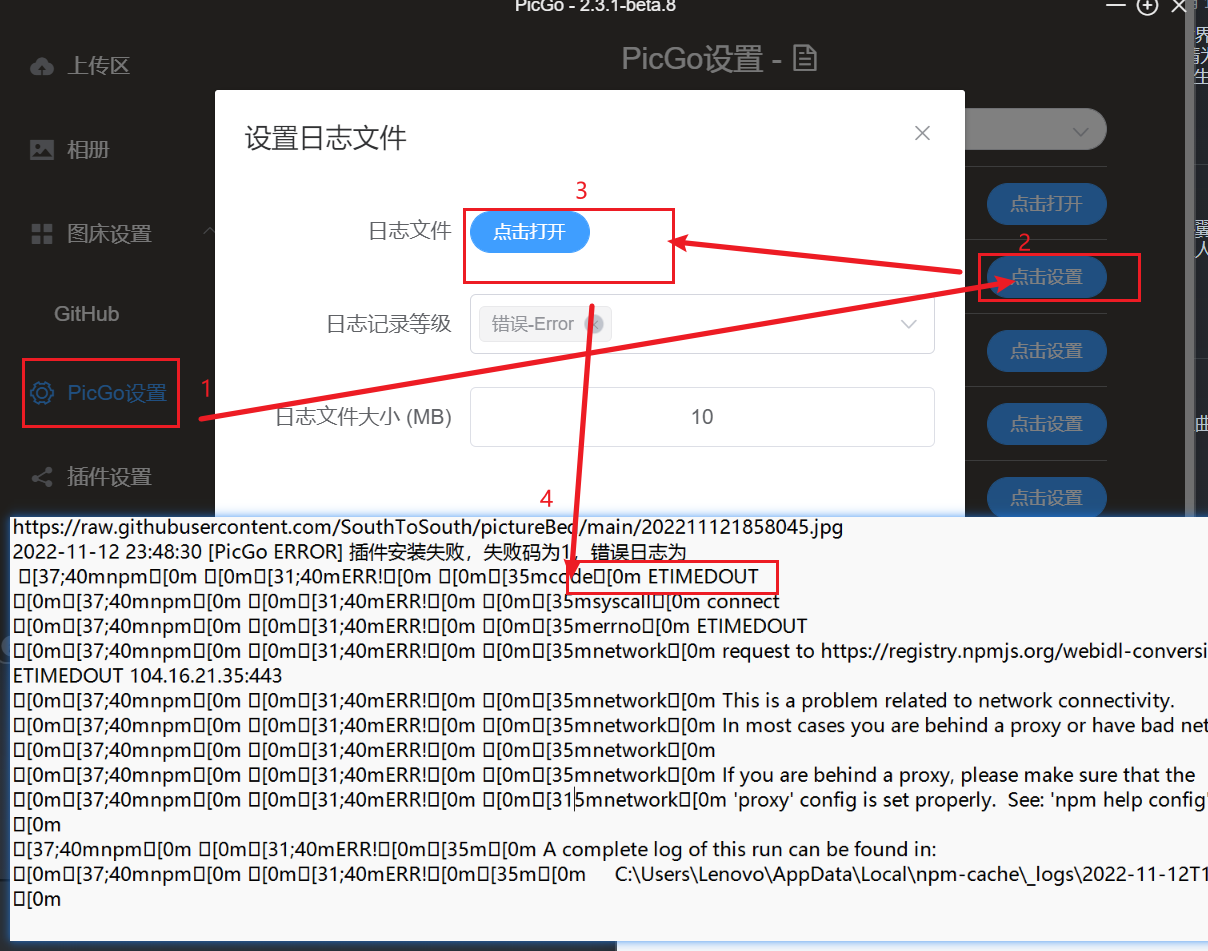 PicGo - 2.3.1-beta.8
上传区
PicGo设置 -
相册
图床设置
GitHub
1
PicGo设置
插件设置
点击打开
2
点击设置
点击设置
点击设置
点击设置
设置日志文件
3
日志文件
点击打开
日志记录等级
错误-Error
日志文件大小 (MB)
10
4
https://raw.githubusercontent.com/SouthToSouth/pictureBed/main/202211121858045.jpg
2022-11-12 23:48:30 [PicGo ERROR] 插件安装失败，失败码为1，错误日志为
▯[37;40mnpm▯[0m ▯[0m▯[31;40mERR!▯[0m ▯[0m▯[35mcode▯[0m ETIMEDOUT
▯[0m▯[37;40mnpm▯[0m ▯[0m▯[31;40mERR!▯[0m ▯[0m▯[35msyscall▯[0m connect
▯[0m▯[37;40mnpm▯[0m ▯[0m▯[31;40mERR!▯[0m ▯[0m▯[35merrno▯[0m ETIMEDOUT
▯[0m▯[37;40mnpm▯[0m ▯[0m▯[31;40mERR!▯[0m ▯[0m▯[35mnetwork▯[0m request to https://registry.npmjs.org/webidl-conversi
ETIMEDOUT 104.16.21.35:443
▯[0m▯[37;40mnpm▯[0m ▯[0m▯[31;40mERR!▯[0m ▯[0m▯[35mnetwork▯[0m This is a problem related to network connectivity.
▯[0m▯[37;40mnpm▯[0m ▯[0m▯[31;40mERR!▯[0m ▯[0m▯[35mnetwork▯[0m In most cases you are behind a proxy or have bad net
▯[0m▯[37;40mnpm▯[0m ▯[0m▯[31;40mERR!▯[0m ▯[0m▯[35mnetwork▯[0m
▯[0m▯[37;40mnpm▯[0m ▯[0m▯[31;40mERR!▯[0m ▯[0m▯[35mnetwork▯[0m If you are behind a proxy, please make sure that the
▯[0m▯[37;40mnpm▯[0m ▯[0m▯[31;40mERR!▯[0m ▯[0m▯[315mnetwork▯[0m 'proxy' config is set properly.  See: 'npm help config'
▯[0m
▯[37;40mnpm▯[0m ▯[0m▯[31;40mERR!▯[0m▯[35m▯[0m A complete log of this run can be found in:
▯[0m▯[37;40mnpm▯[0m ▯[0m▯[31;40mERR!▯[0m▯[35m▯[0m     C:\Users\Lenovo\AppData\Local\npm-cache\_logs\2022-11-12T1
▯[0m